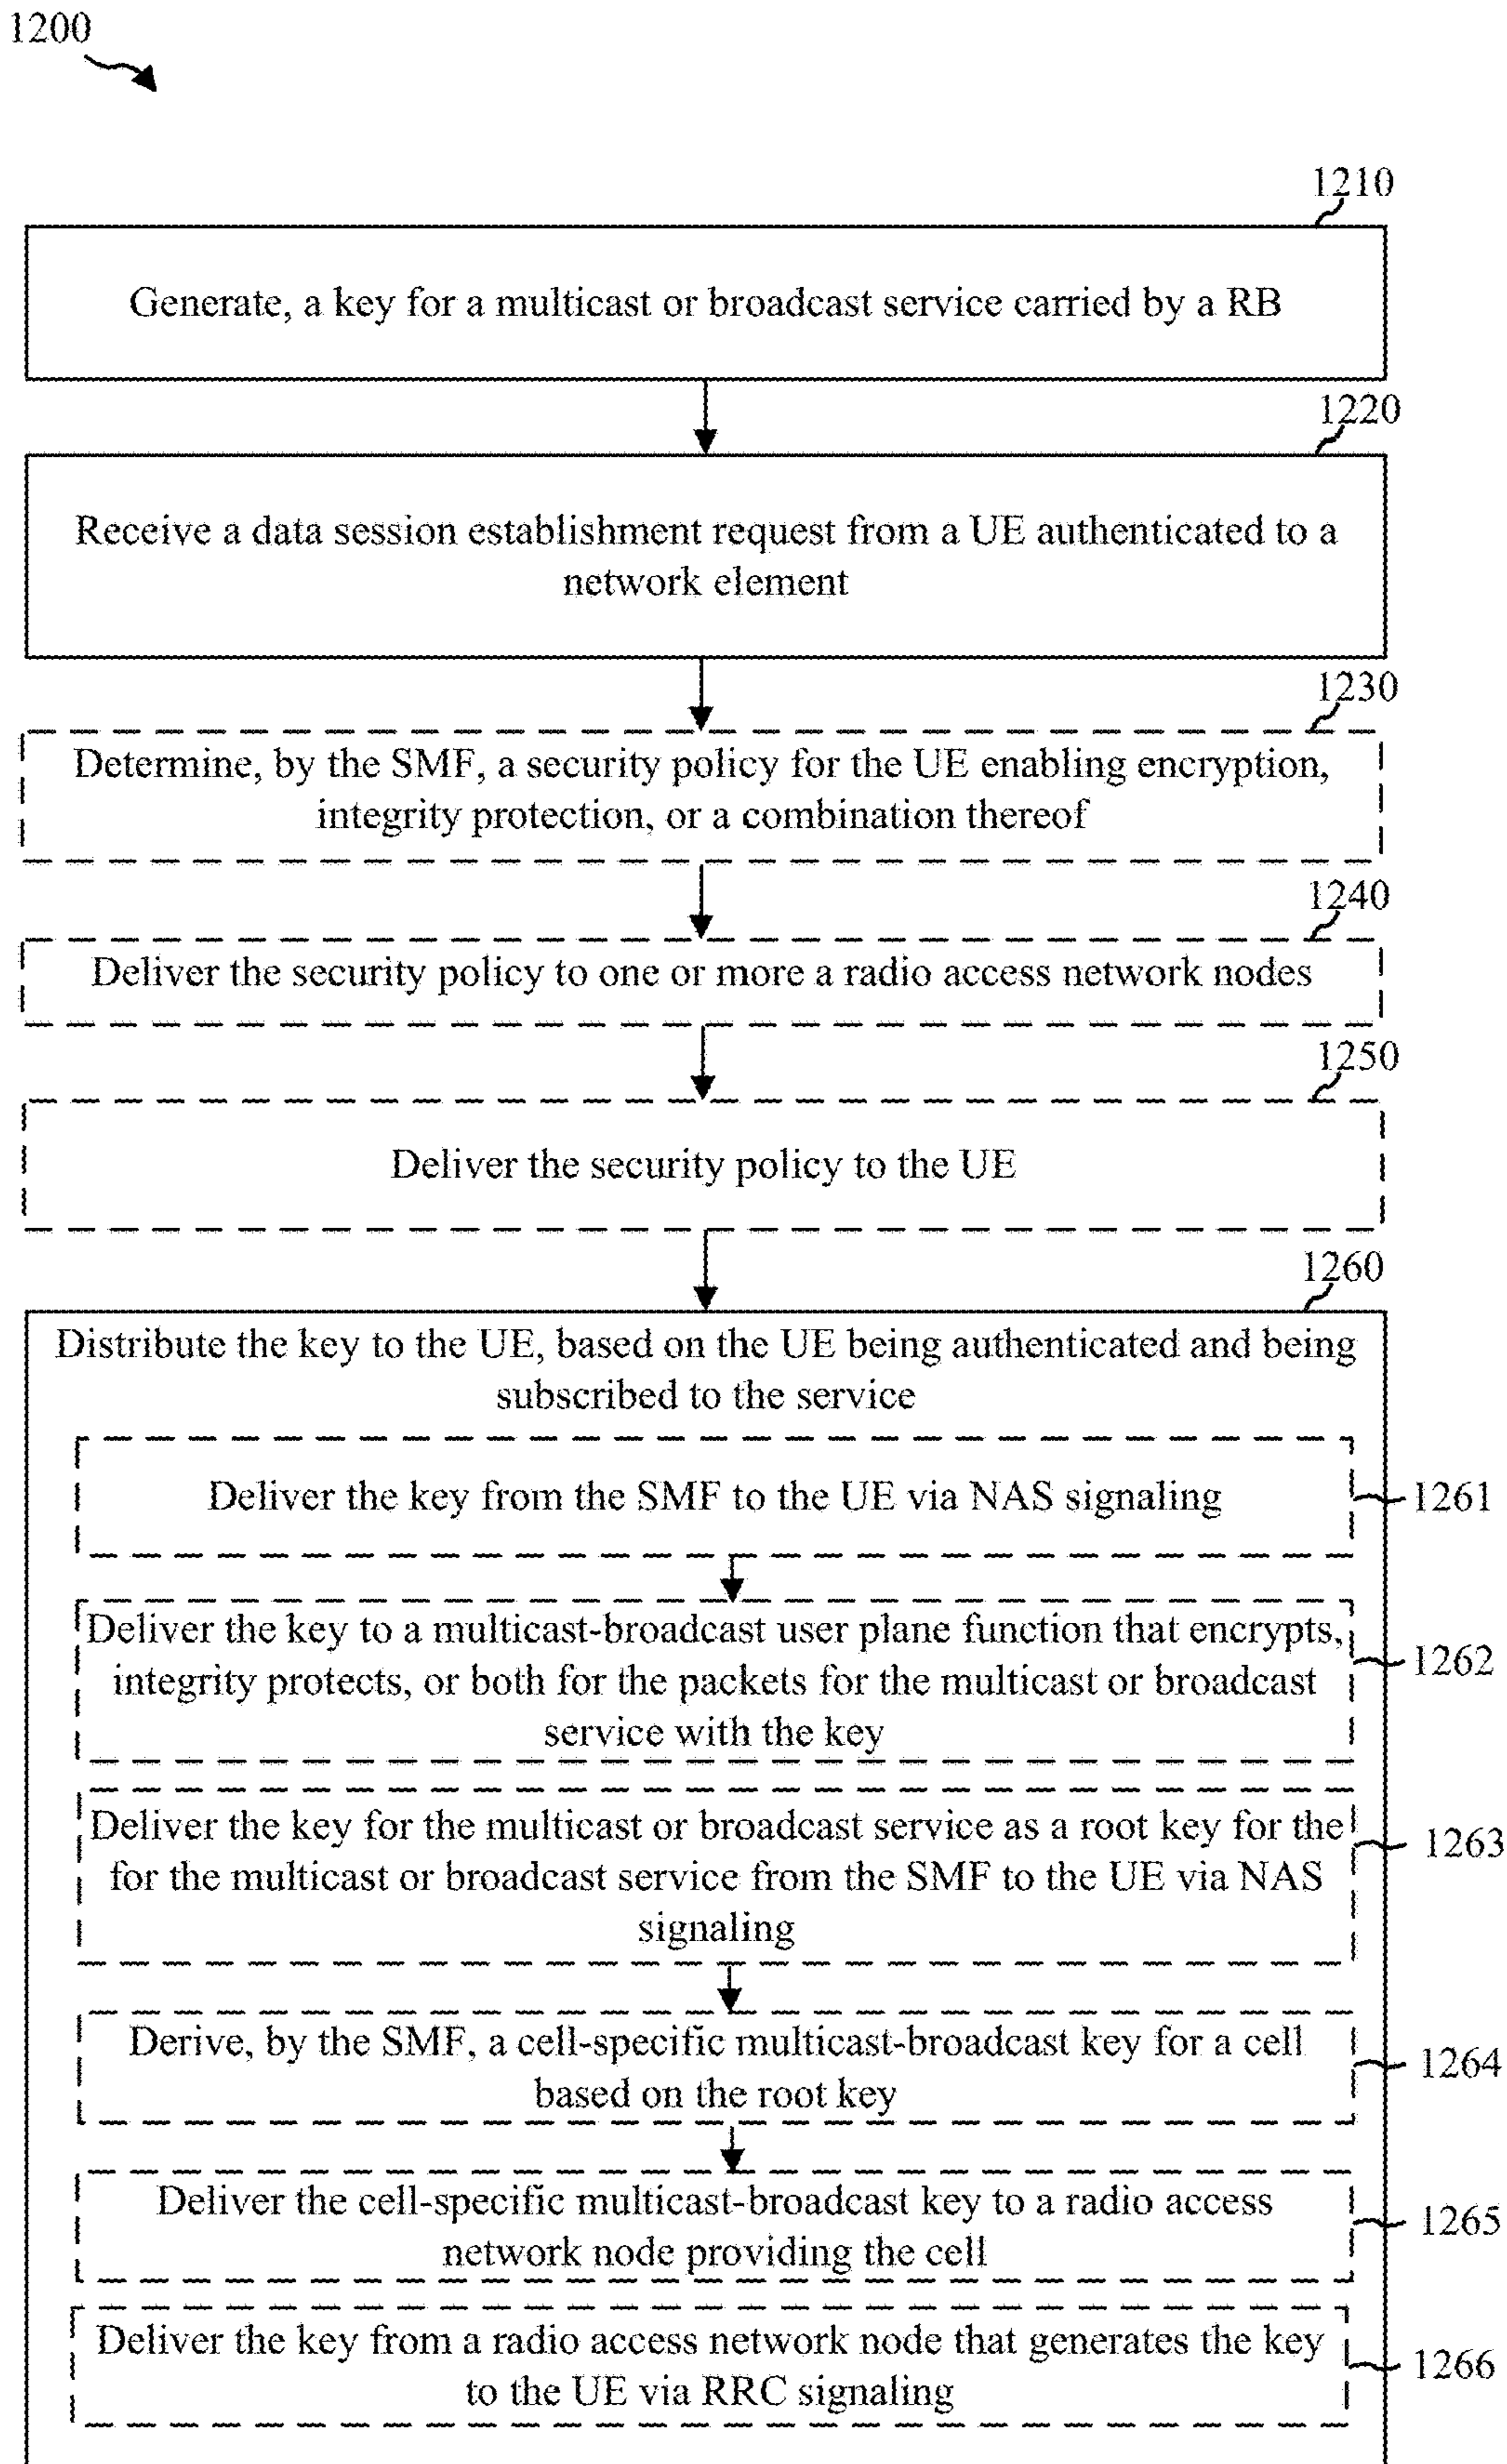 1200
1210
Generate, a key for a multicast or broadcast service carried by a RB
1220
Receive a data session establishment request from a UE authenticated to a
network element
1230
Determine, by the SMF, a security policy for the UE enabling encryption,
integrity protection, or a combination thereof
1240
Deliver the security policy to one or more a radio access network nodes
1250
Deliver the security policy to the UE
1260
Distribute the key to the UE, based on the UE being authenticated and being
subscribed to the service
Deliver the key from the SMF to the UE via NAS signaling
1261
Deliver the key to a multicast-broadcast user plane function that encrypts,
integrity protects, or both for the packets for the multicast or broadcast
service with the key
1262
Deliver the key for the multicast or broadcast service as a root key for the
for the multicast or broadcast service from the SMF to the UE via NAS
signaling
1263
Derive, by the SMF, a cell-specific multicast-broadcast key for a cell
based on the root key
1264
Deliver the cell-specific multicast-broadcast key to a radio access
network node providing the cell
1265
Deliver the key from a radio access network node that generates the key
to the UE via RRC signaling
1266